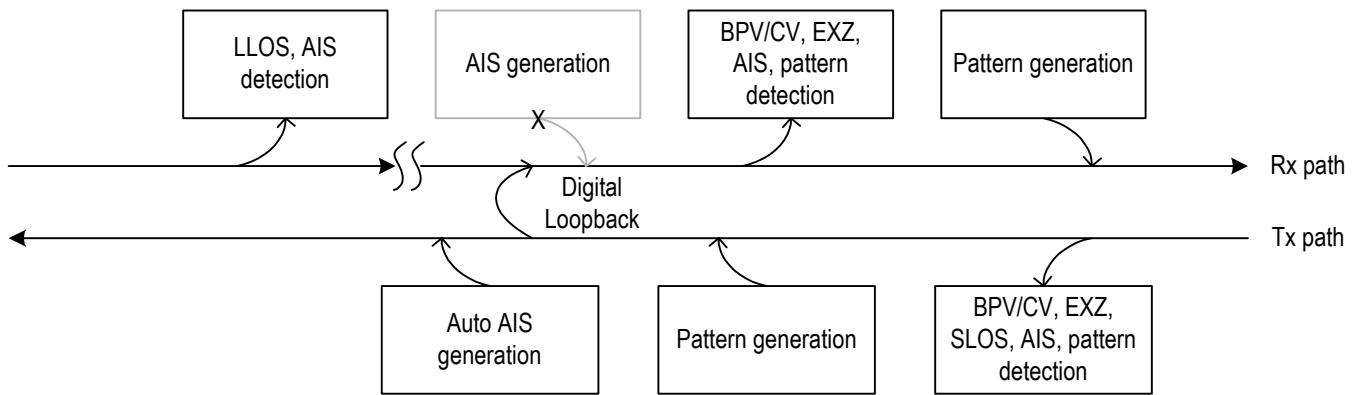 LLOS, AIS
detection
AIS generation
BPV/CV, EXZ,
AIS, pattern
detection
Pattern generation
X
Rx path
Digital
Loopback
Tx path
Auto AIS
generation
Pattern generation
BPV/CV, EXZ,
SLOS, AIS, pattern
detection